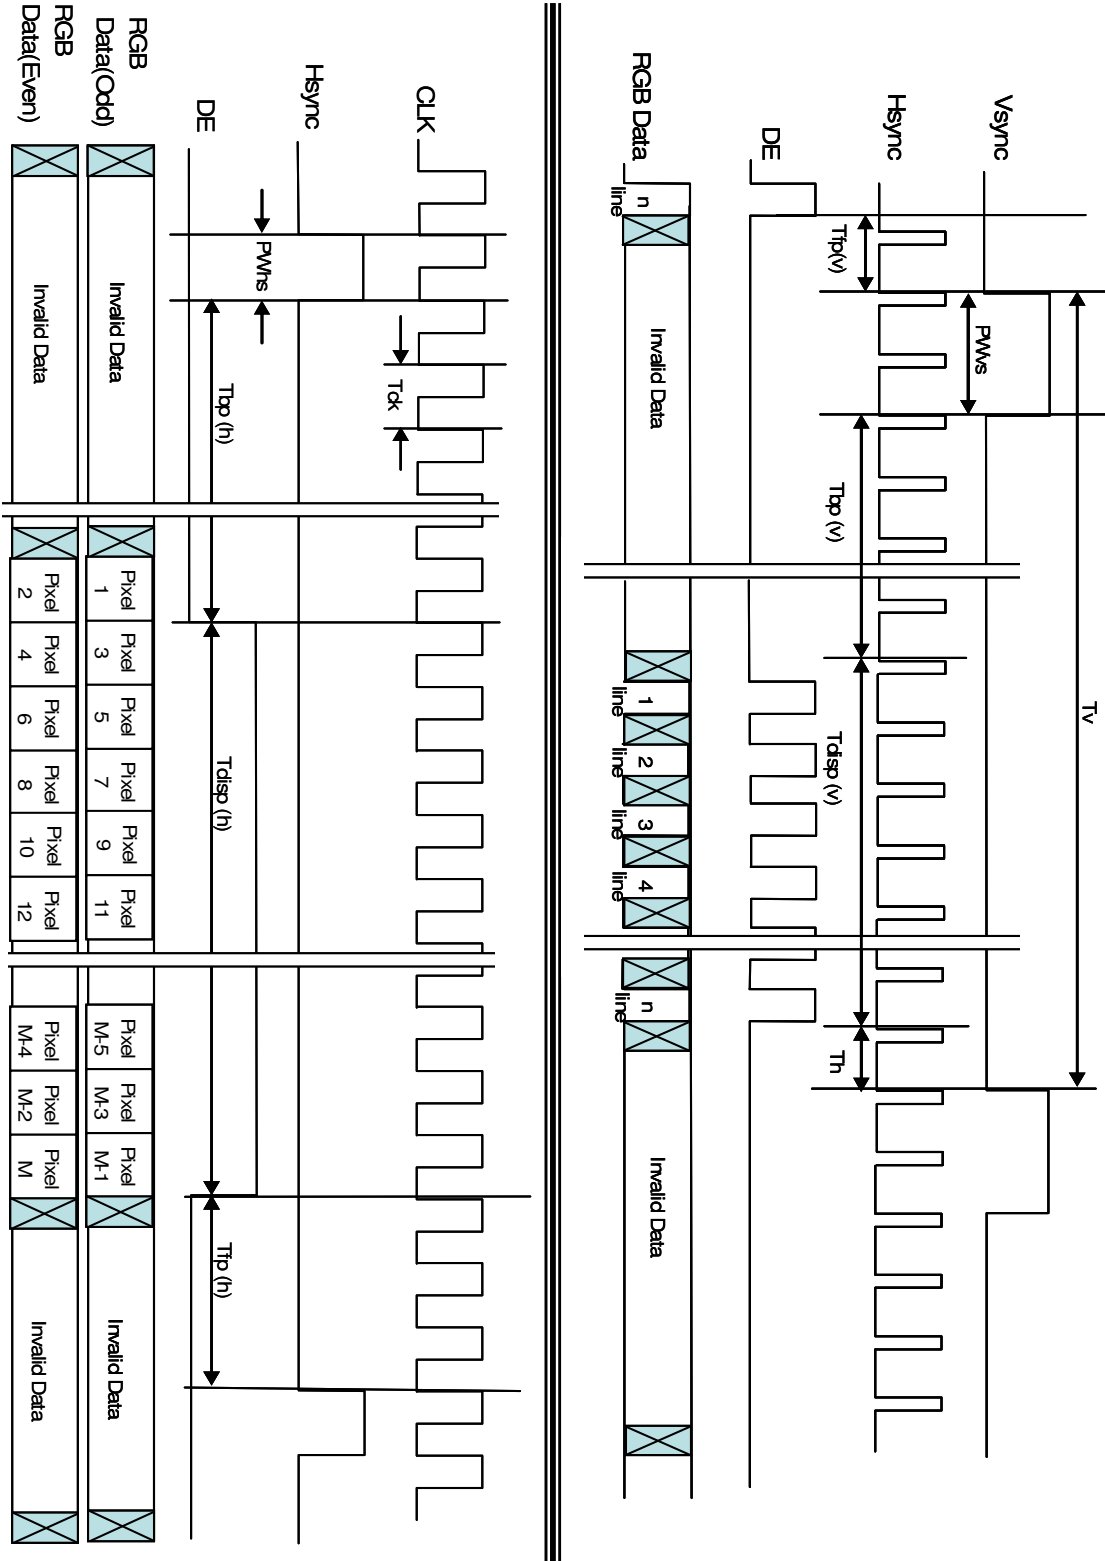 Vsync
Tv
PWvs
Hsync
Tfp(v)
Tbp (v)
Tdisp (v)
Th
DE
RGB Data
n
line
Invalid Data
1
line
2
line
3
line
4
line
n
line
Invalid Data
CLK
Tck
Hsync
PWhs
DE
Tbp (h)
Tdisp (h)
Tfp (h)
RGB
Data(Odd)
Invalid Data
Pixel
1
Pixel
3
Pixel
5
Pixel
7
Pixel
9
Pixel
11
Pixel
M-5
Pixel
M-3
Pixel
M-1
Invalid Data
RGB
Data(Even)
Invalid Data
Pixel
2
Pixel
4
Pixel
6
Pixel
8
Pixel
10
Pixel
12
Pixel
M-4
Pixel
M-2
Pixel
M
Invalid Data